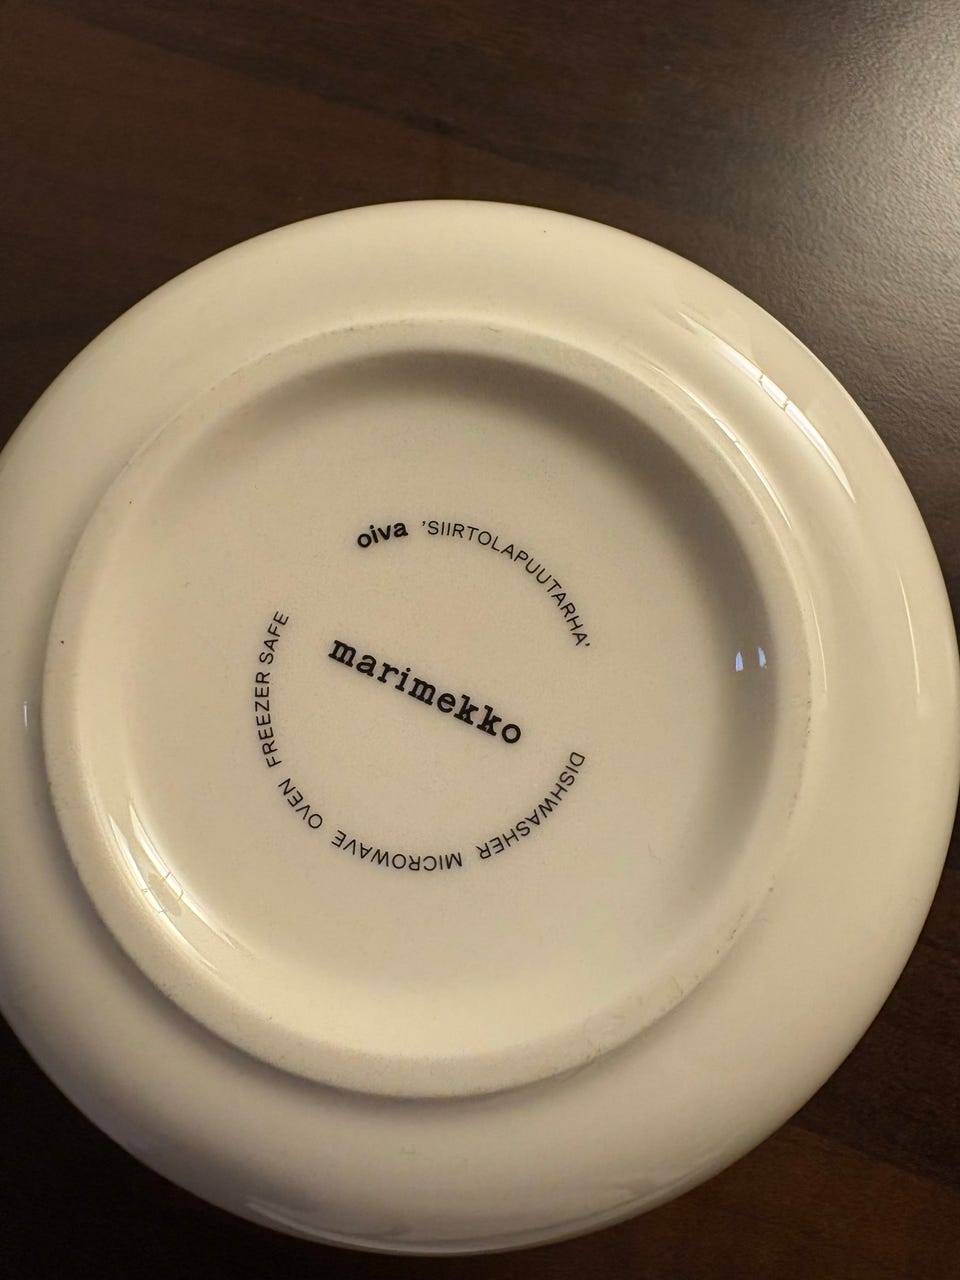 oiva 'SIIRTOLAPUUTARHA'
marimekko
DISHWASHER MICROWAVE OVEN FREEZER SAFE